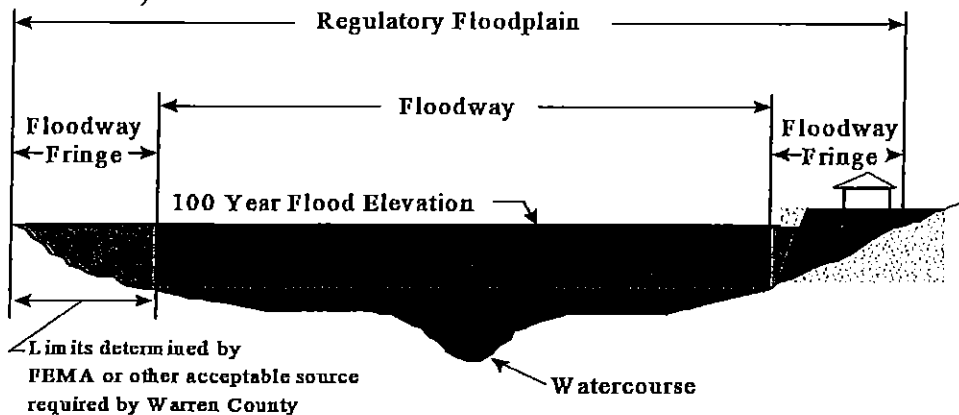 Regulatory Floodplain
Floodway
Floodway
Fringe
Floodway
Fringe
100 Year Flood Elevation
Limits determined by
FEMA or other acceptable source
required by Warren County
Watercourse